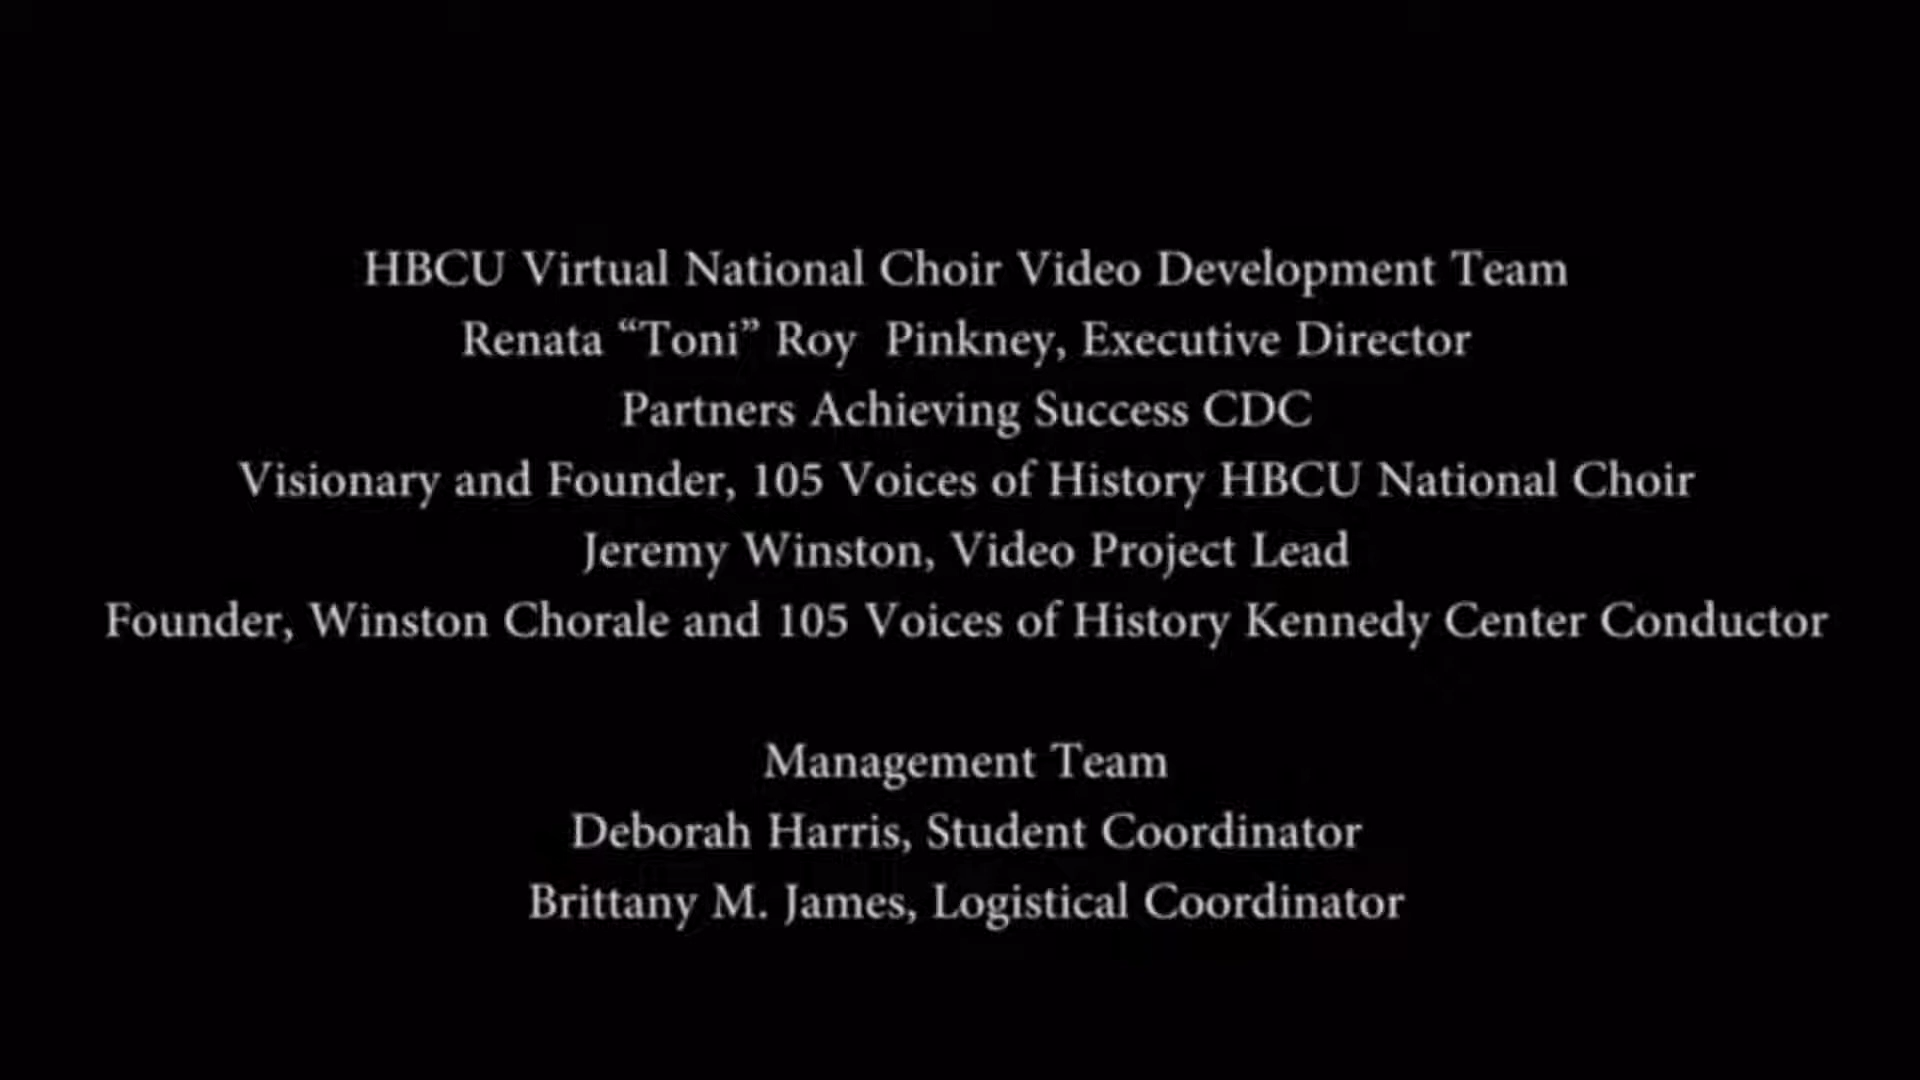 HBCU Virtual National Choir Video Development Team
Renata “Toni” Roy  Pinkney, Executive Director
Partners Achieving Success CDC
Visionary and Founder, 105 Voices of History HBCU National Choir
Jeremy Winston, Video Project Lead
Founder, Winston Chorale and 105 Voices of History Kennedy Center Conductor
Management Team
Deborah Harris, Student Coordinator
Brittany M. James, Logistical Coordinator